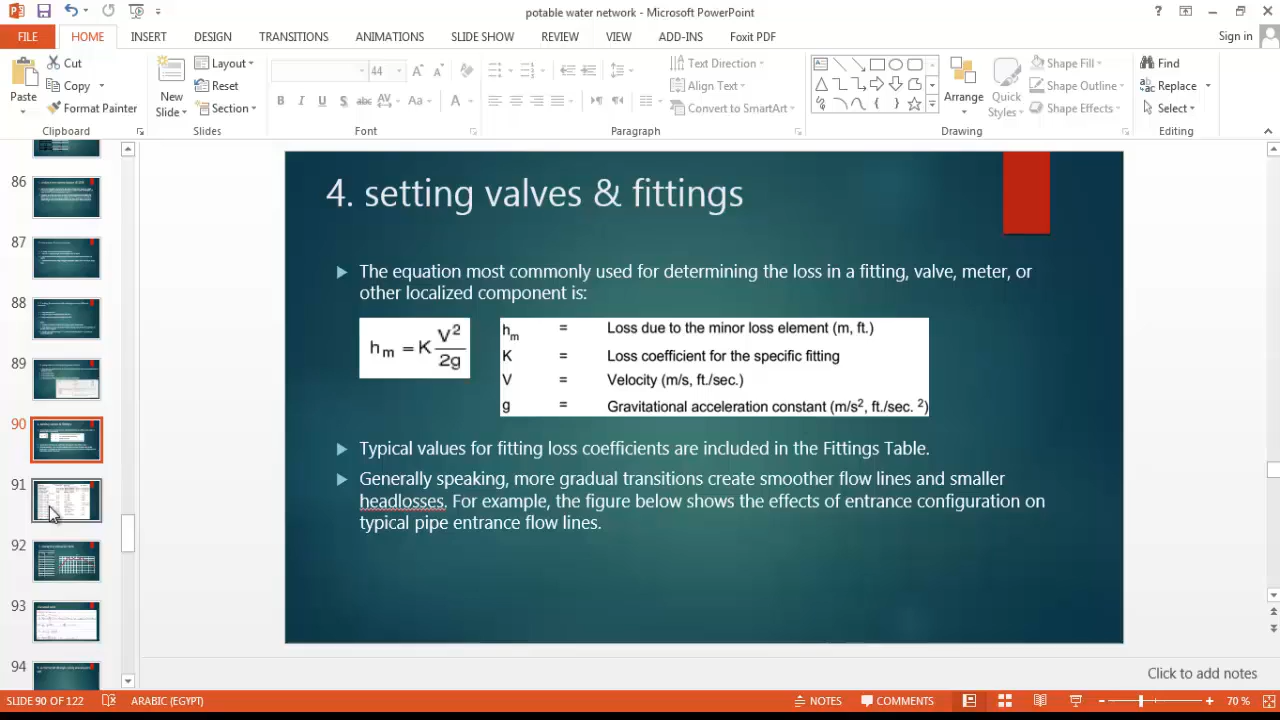 potable water network - Microsoft PowerPoint
FILE HOME INSERT DESIGN TRANSITIONS ANIMATIONS SLIDE SHOW REVIEW VIEW ADD-INS Foxit PDF Sign in
Paste
Cut
Copy
Format Painter
Clipboard
New Slide
Layout
Reset
Section
Slides
44
B I U S abc AV Aa A
Font
Text Direction
Align Text
Convert to SmartArt
Paragraph
Arrange
Quick Styles
Shape Fill
Shape Outline
Shape Effects
Drawing
Find
Replace
Select
Editing
86
87
88
89
90
91
92
93
94
4. setting valves & fittings
The equation most commonly used for determining the loss in a fitting, valve, meter, or
other localized component is:
hm = K V²/2g
hm = Loss due to the minor loss element (m, ft.)
K = Loss coefficient for the specific fitting
V = Velocity (m/s, ft./sec.)
g = Gravitational acceleration constant (m/s², ft./sec. ²)
Typical values for fitting loss coefficients are included in the Fittings Table.
Generally speaking, more gradual transitions create smoother flow lines and smaller
headlosses. For example, the figure below shows the effects of entrance configuration on
typical pipe entrance flow lines.
Click to add notes
SLIDE 90 OF 122 ARABIC (EGYPT) NOTES COMMENTS 70 %